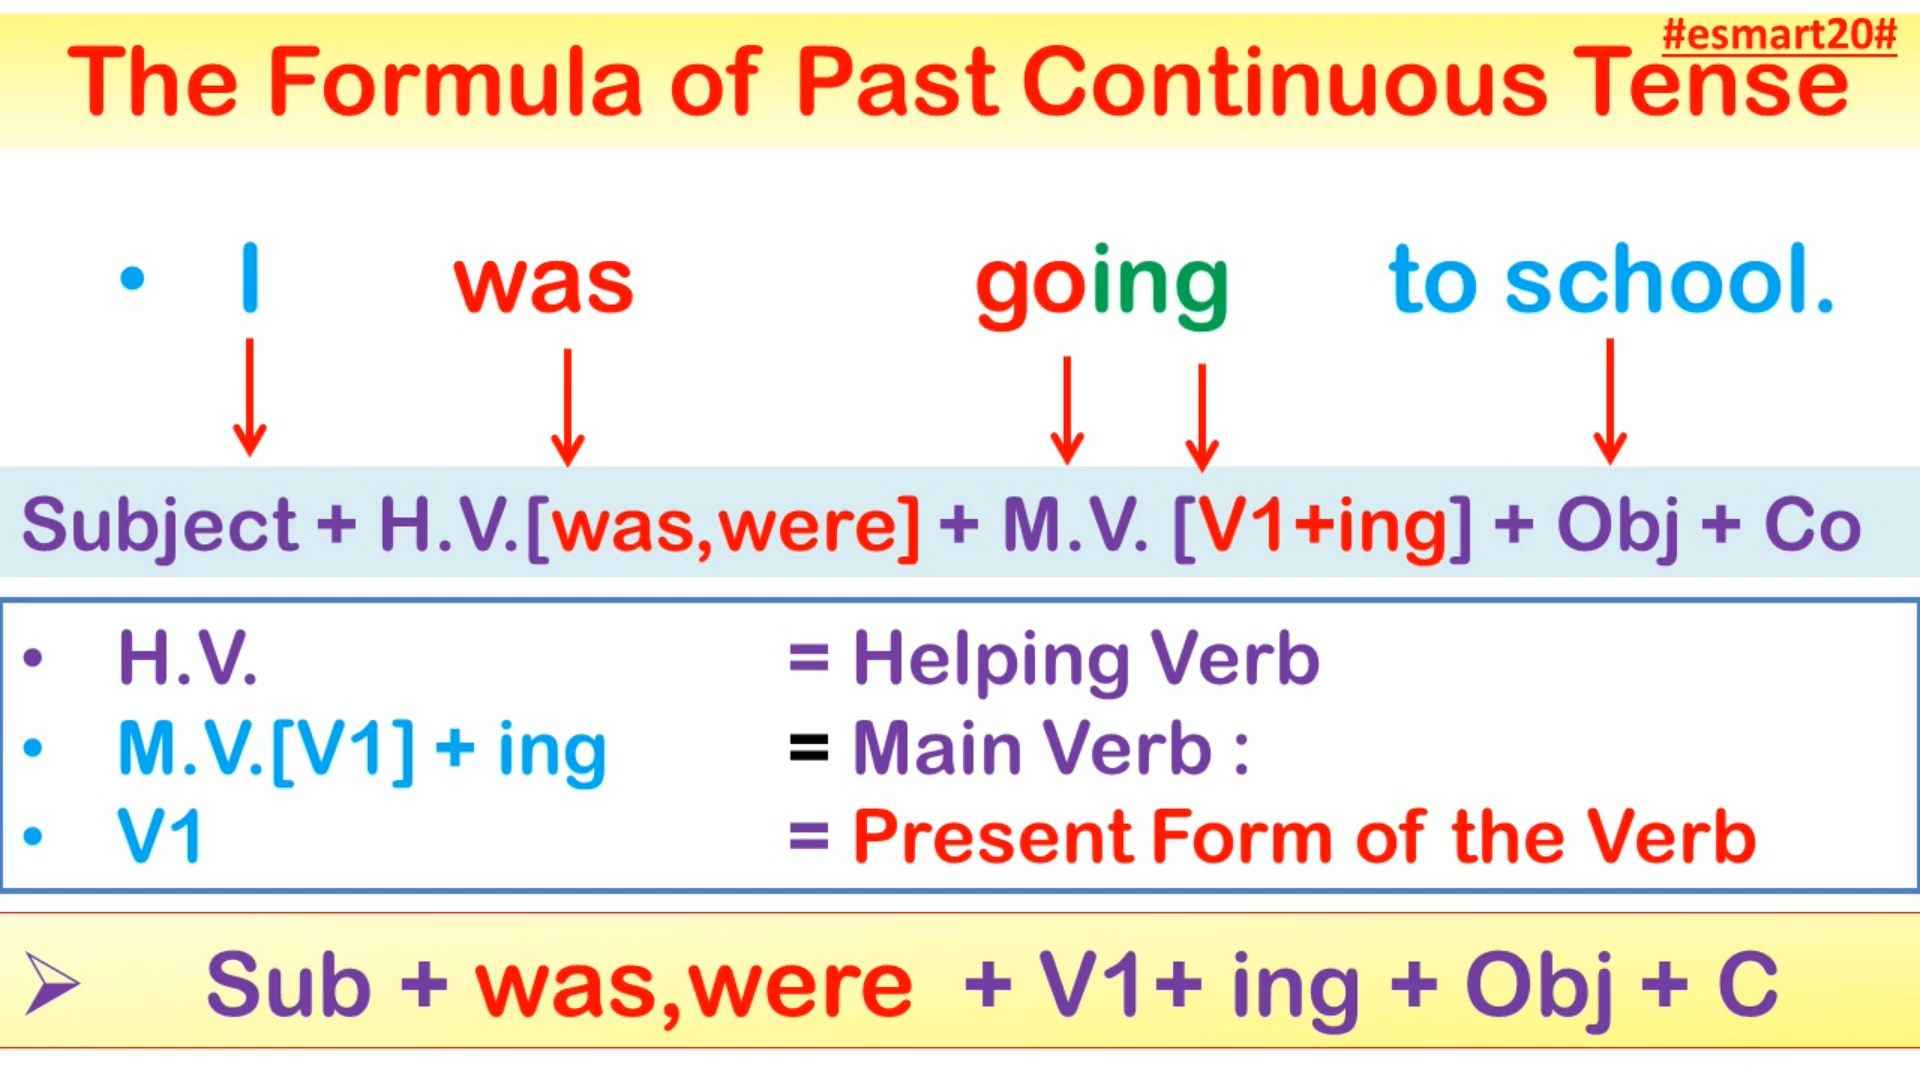 #esmart20#
The Formula of Past Continuous Tense
• I was going to school.
Subject + H.V.[was,were] + M.V. [V1+ing] + Obj + Co
• H.V. = Helping Verb
• M.V.[V1] + ing = Main Verb :
• V1 = Present Form of the Verb
➢ Sub + was,were + V1+ ing + Obj + C